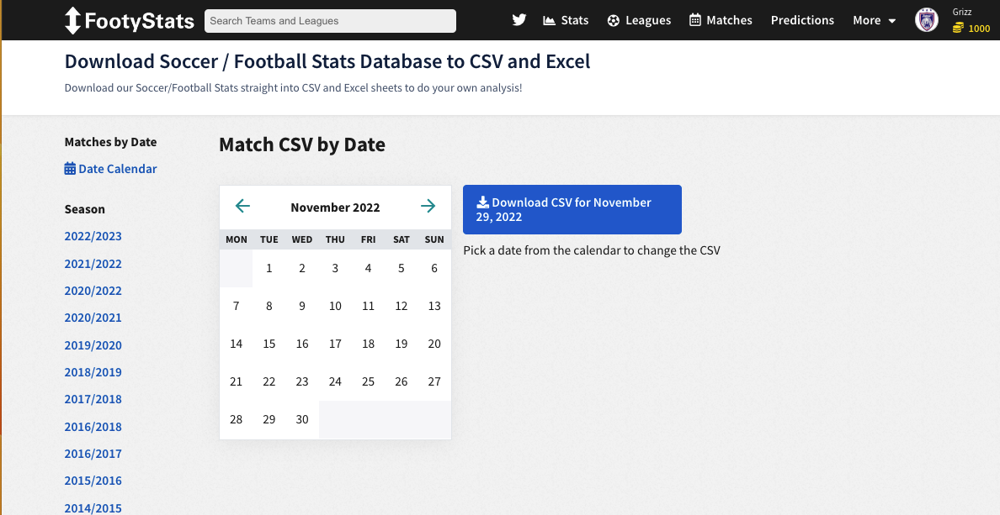 FootyStats
Search Teams and Leagues
Stats
Leagues
Matches
Predictions
More
Grizz
1000
Download Soccer / Football Stats Database to CSV and Excel
Download our Soccer/Football Stats straight into CSV and Excel sheets to do your own analysis!
Matches by Date
Date Calendar
Season
2022/2023
2021/2022
2020/2022
2020/2021
2019/2020
2018/2019
2017/2018
2016/2018
2016/2017
2015/2016
2014/2015
Match CSV by Date
November 2022
MON TUE WED THU FRI SAT SUN
1 2 3 4 5 6
7 8 9 10 11 12 13
14 15 16 17 18 19 20
21 22 23 24 25 26 27
28 29 30
Download CSV for November
29, 2022
Pick a date from the calendar to change the CSV